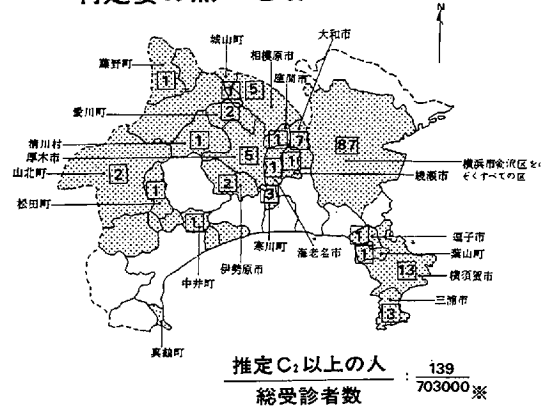 N
大和市
城山町
相模原市
藤野町
座間市
1
1
5
愛川町
2
清川村
1
1
7
87
厚木市
5
横浜市金沢区を
1
1
山北町
2
綾瀬市
ぞくすべての区
1
2
松田町
3
1
1
逗子市
寒川町
海老名市
1
葉山町
伊勢原市
13
横須賀市
中井町
三浦市
3
真鶴町
推定C₂以上の人
総受診者数
:
139
703000
※